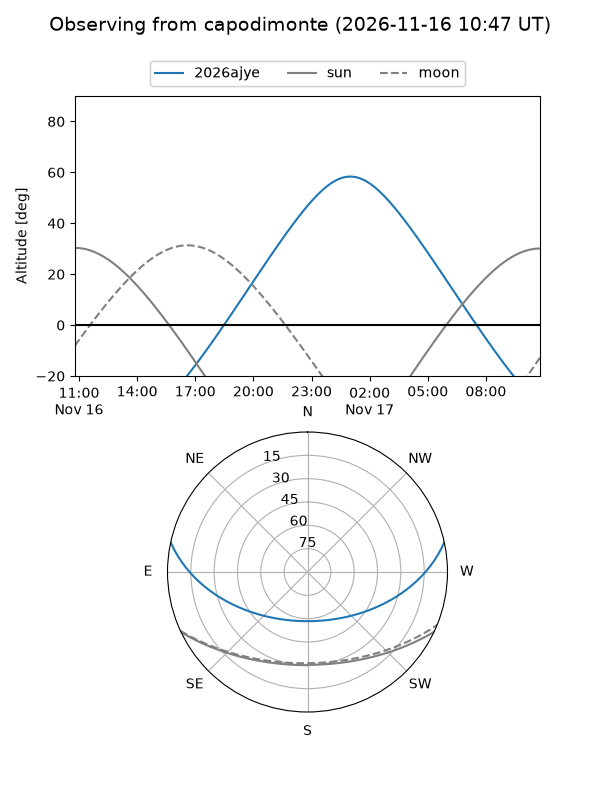 Observing from capodimonte (2026-11-16 10:47 UT)
2026ajye sun moon
80
60
40
20
0
−20
Altitude [deg]
11:00 14:00 17:00 20:00 23:00 02:00 05:00 08:00
Nov 16 Nov 17
N
NE NW
15
30
45
60
75
E W
SE SW
S